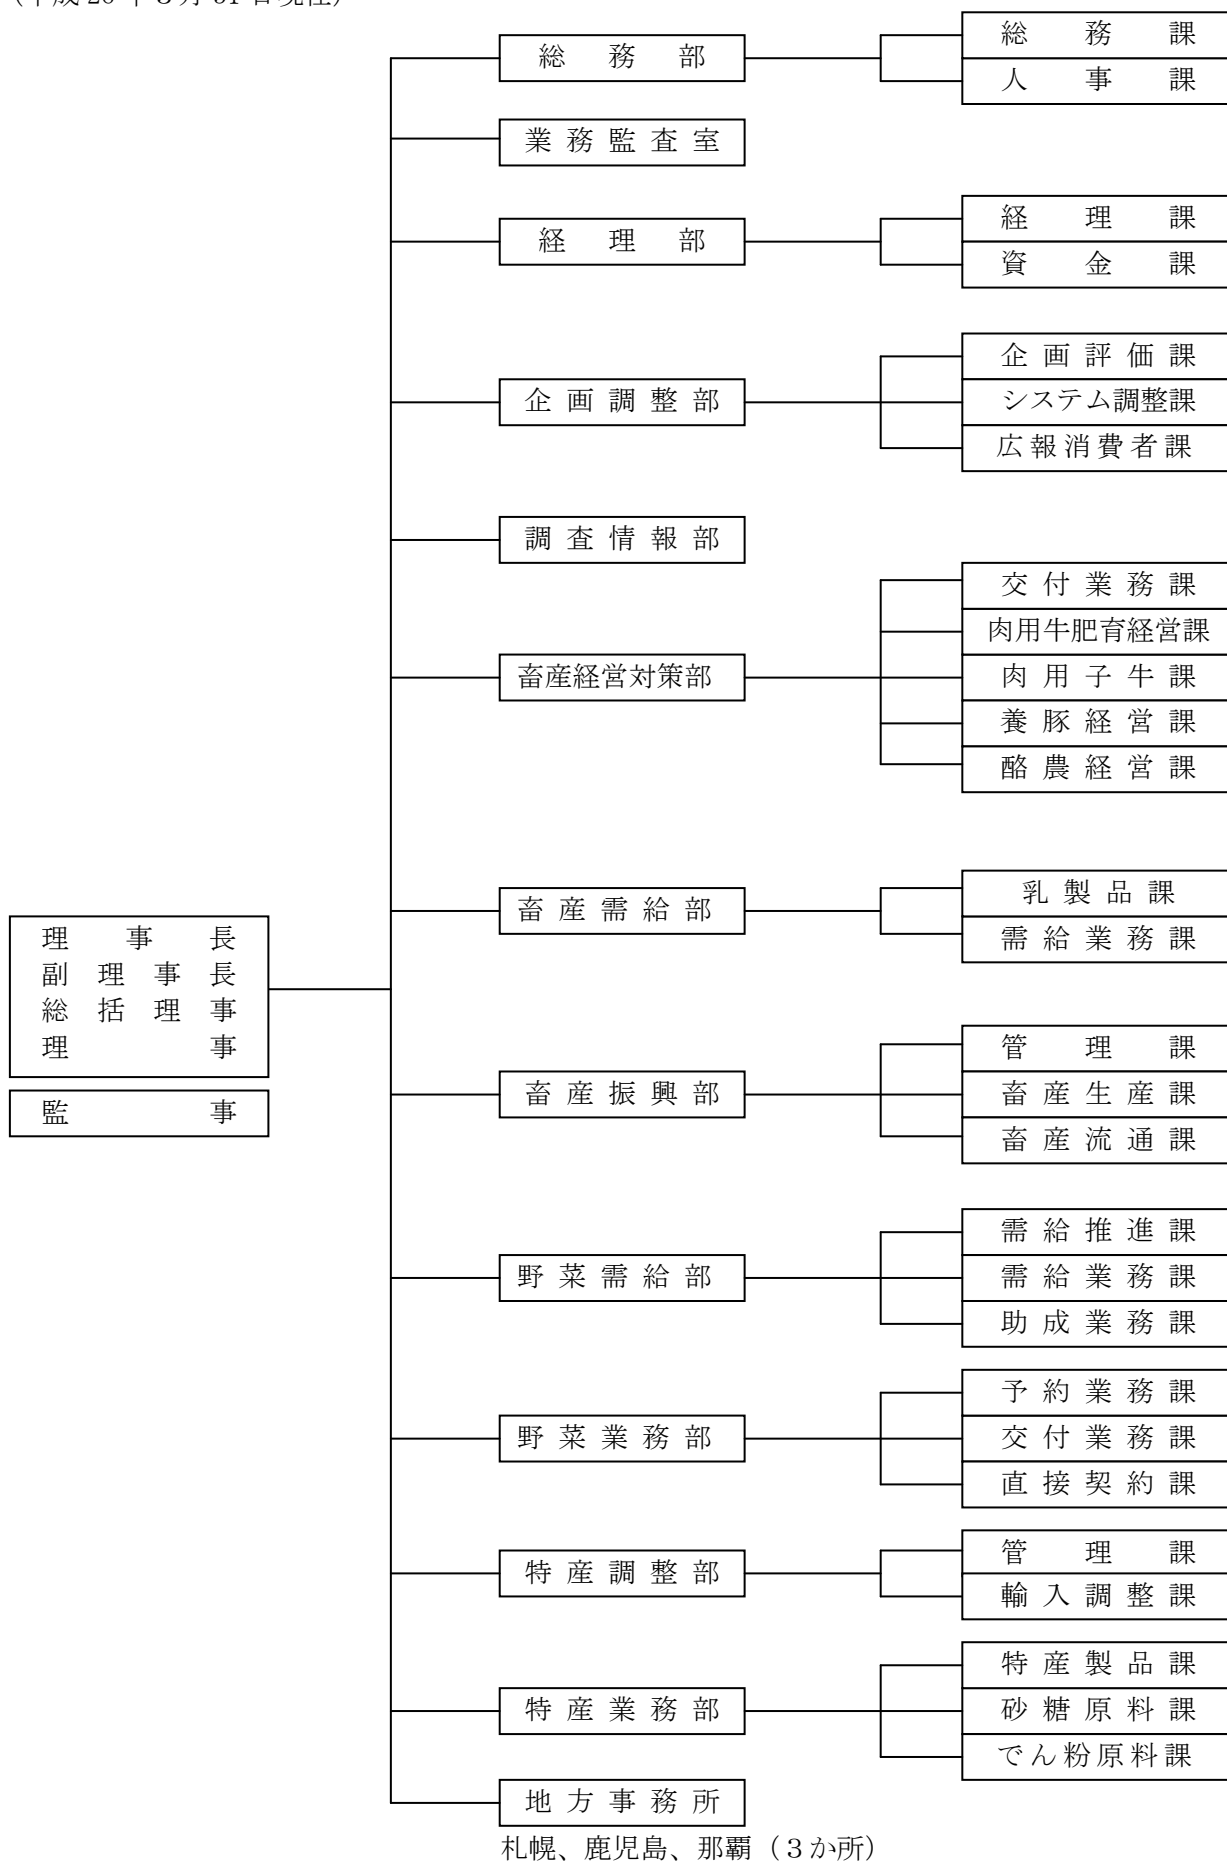 総務部
総務課
人事課
業務監査室
経理部
経理課
資金課
企画調整部
企画評価課
システム調整課
広報消費者課
調査情報部
畜産経営対策部
交付業務課
肉用牛肥育経営課
肉用子牛課
養豚経営課
酪農経営課
畜産需給部
乳製品課
需給業務課
理事長
副理事長
総括理事
理事
監事
畜産振興部
管理課
畜産生産課
畜産流通課
野菜需給部
需給推進課
需給業務課
助成業務課
野菜業務部
予約業務課
交付業務課
直接契約課
特産調整部
管理課
輸入調整課
特産業務部
特産製品課
砂糖原料課
でん粉原料課
地方事務所
札幌、鹿児島、那覇（３か所）